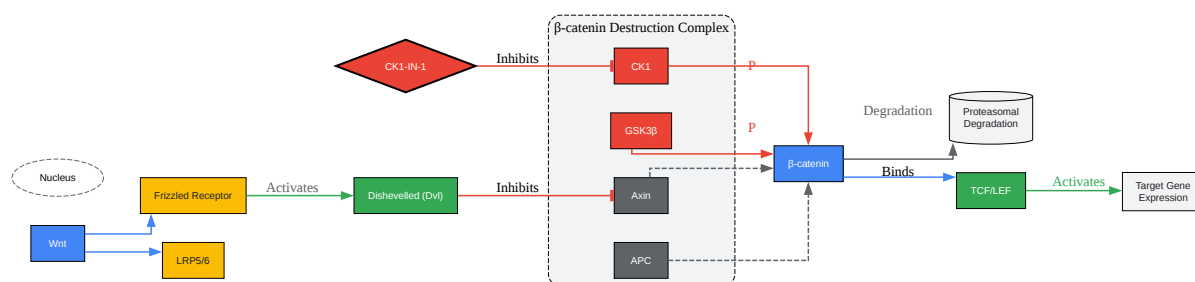 β-catenin Destruction Complex
CK1-IN-1
Inhibits
CK1
P
GSK3β
P
Degradation
Proteasomal
Degradation
β-catenin
Nucleus
Frizzled Receptor
Activates
Dishevelled (Dvl)
Inhibits
Axin
Binds
TCF/LEF
Activates
Target Gene
Expression
Wnt
LRP5/6
APC